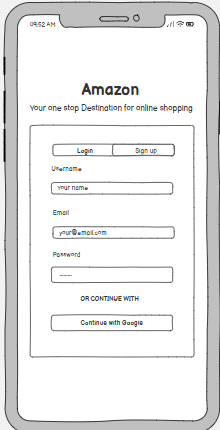 09:52 AM
Amazon
Your one stop Destination for online shopping
Login Sign up
Username
Your name
Email
your@email.com
Password
OR CONTINUE WITH
Continue with Google